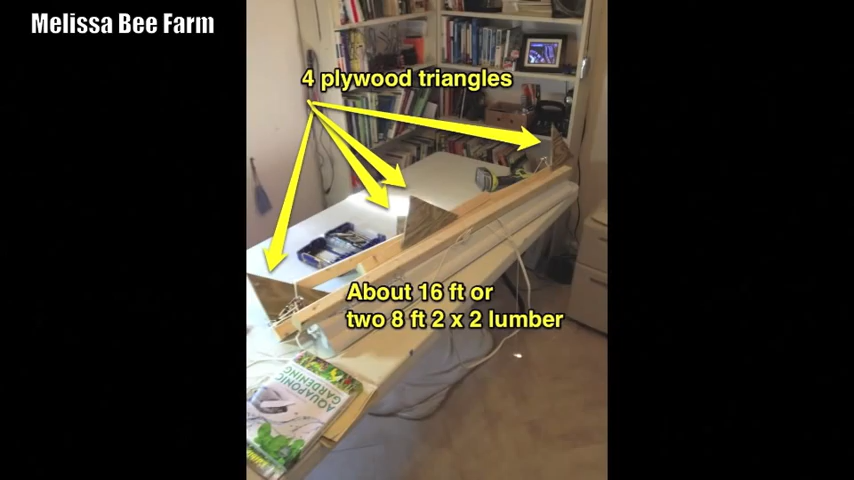 Melissa Bee Farm
4 plywood triangles
About 16 ft or
two 8 ft 2 x 2 lumber
AQUAPONIC
GARDENING